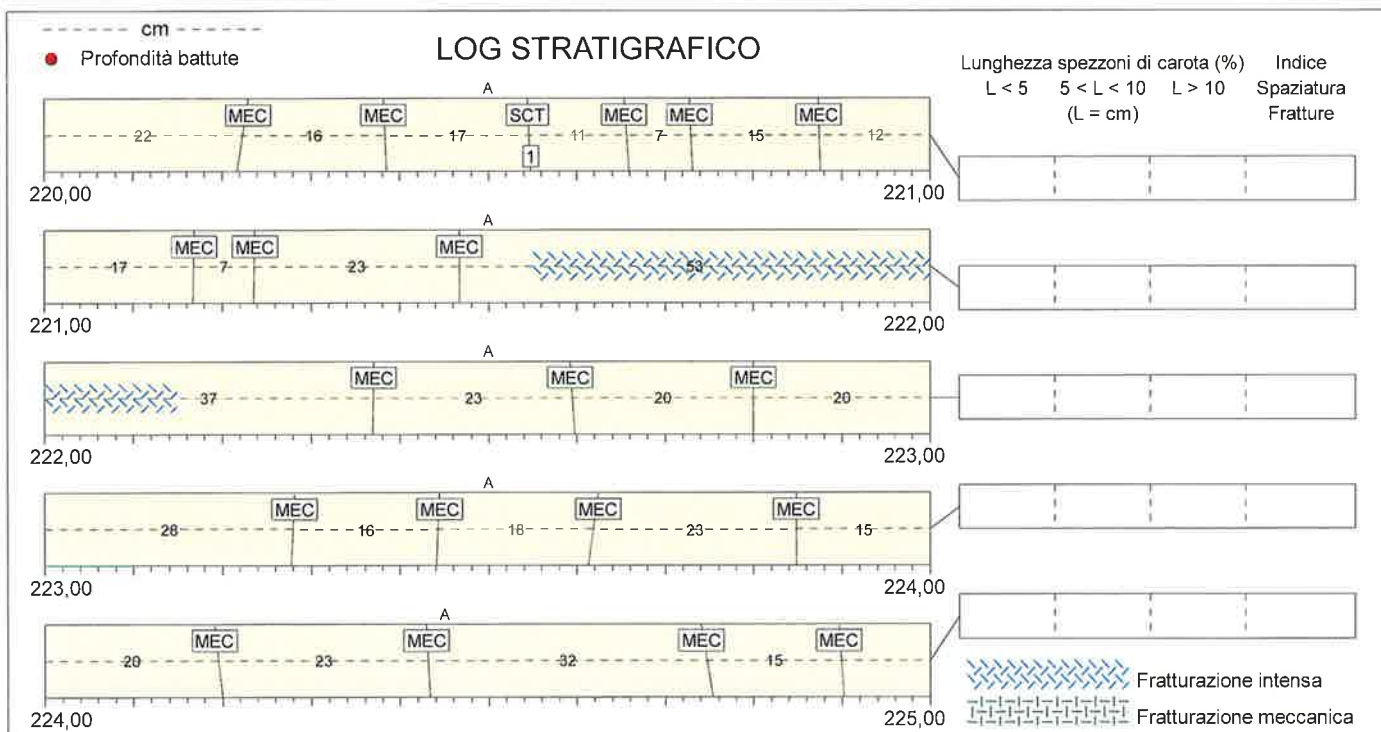 cm
Profondità battute
LOG STRATIGRAFICO
Lunghezza spezzoni di carota (%) Indice
L < 5 5 < L < 10 L > 10 Spaziatura
(L = cm) Fratture
A
MEC MEC SCT MEC MEC MEC
22 16 17 11 7 15 12
1
220,00 221,00
A
MEC MEC MEC
17 7 23 53
221,00 222,00
A
MEC MEC MEC
37 23 20 20
222,00 223,00
A
MEC MEC MEC MEC
28 16 18 23 15
223,00 224,00
A
MEC MEC MEC MEC
20 23 32 15
224,00 225,00
Fratturazione intensa
Fratturazione meccanica